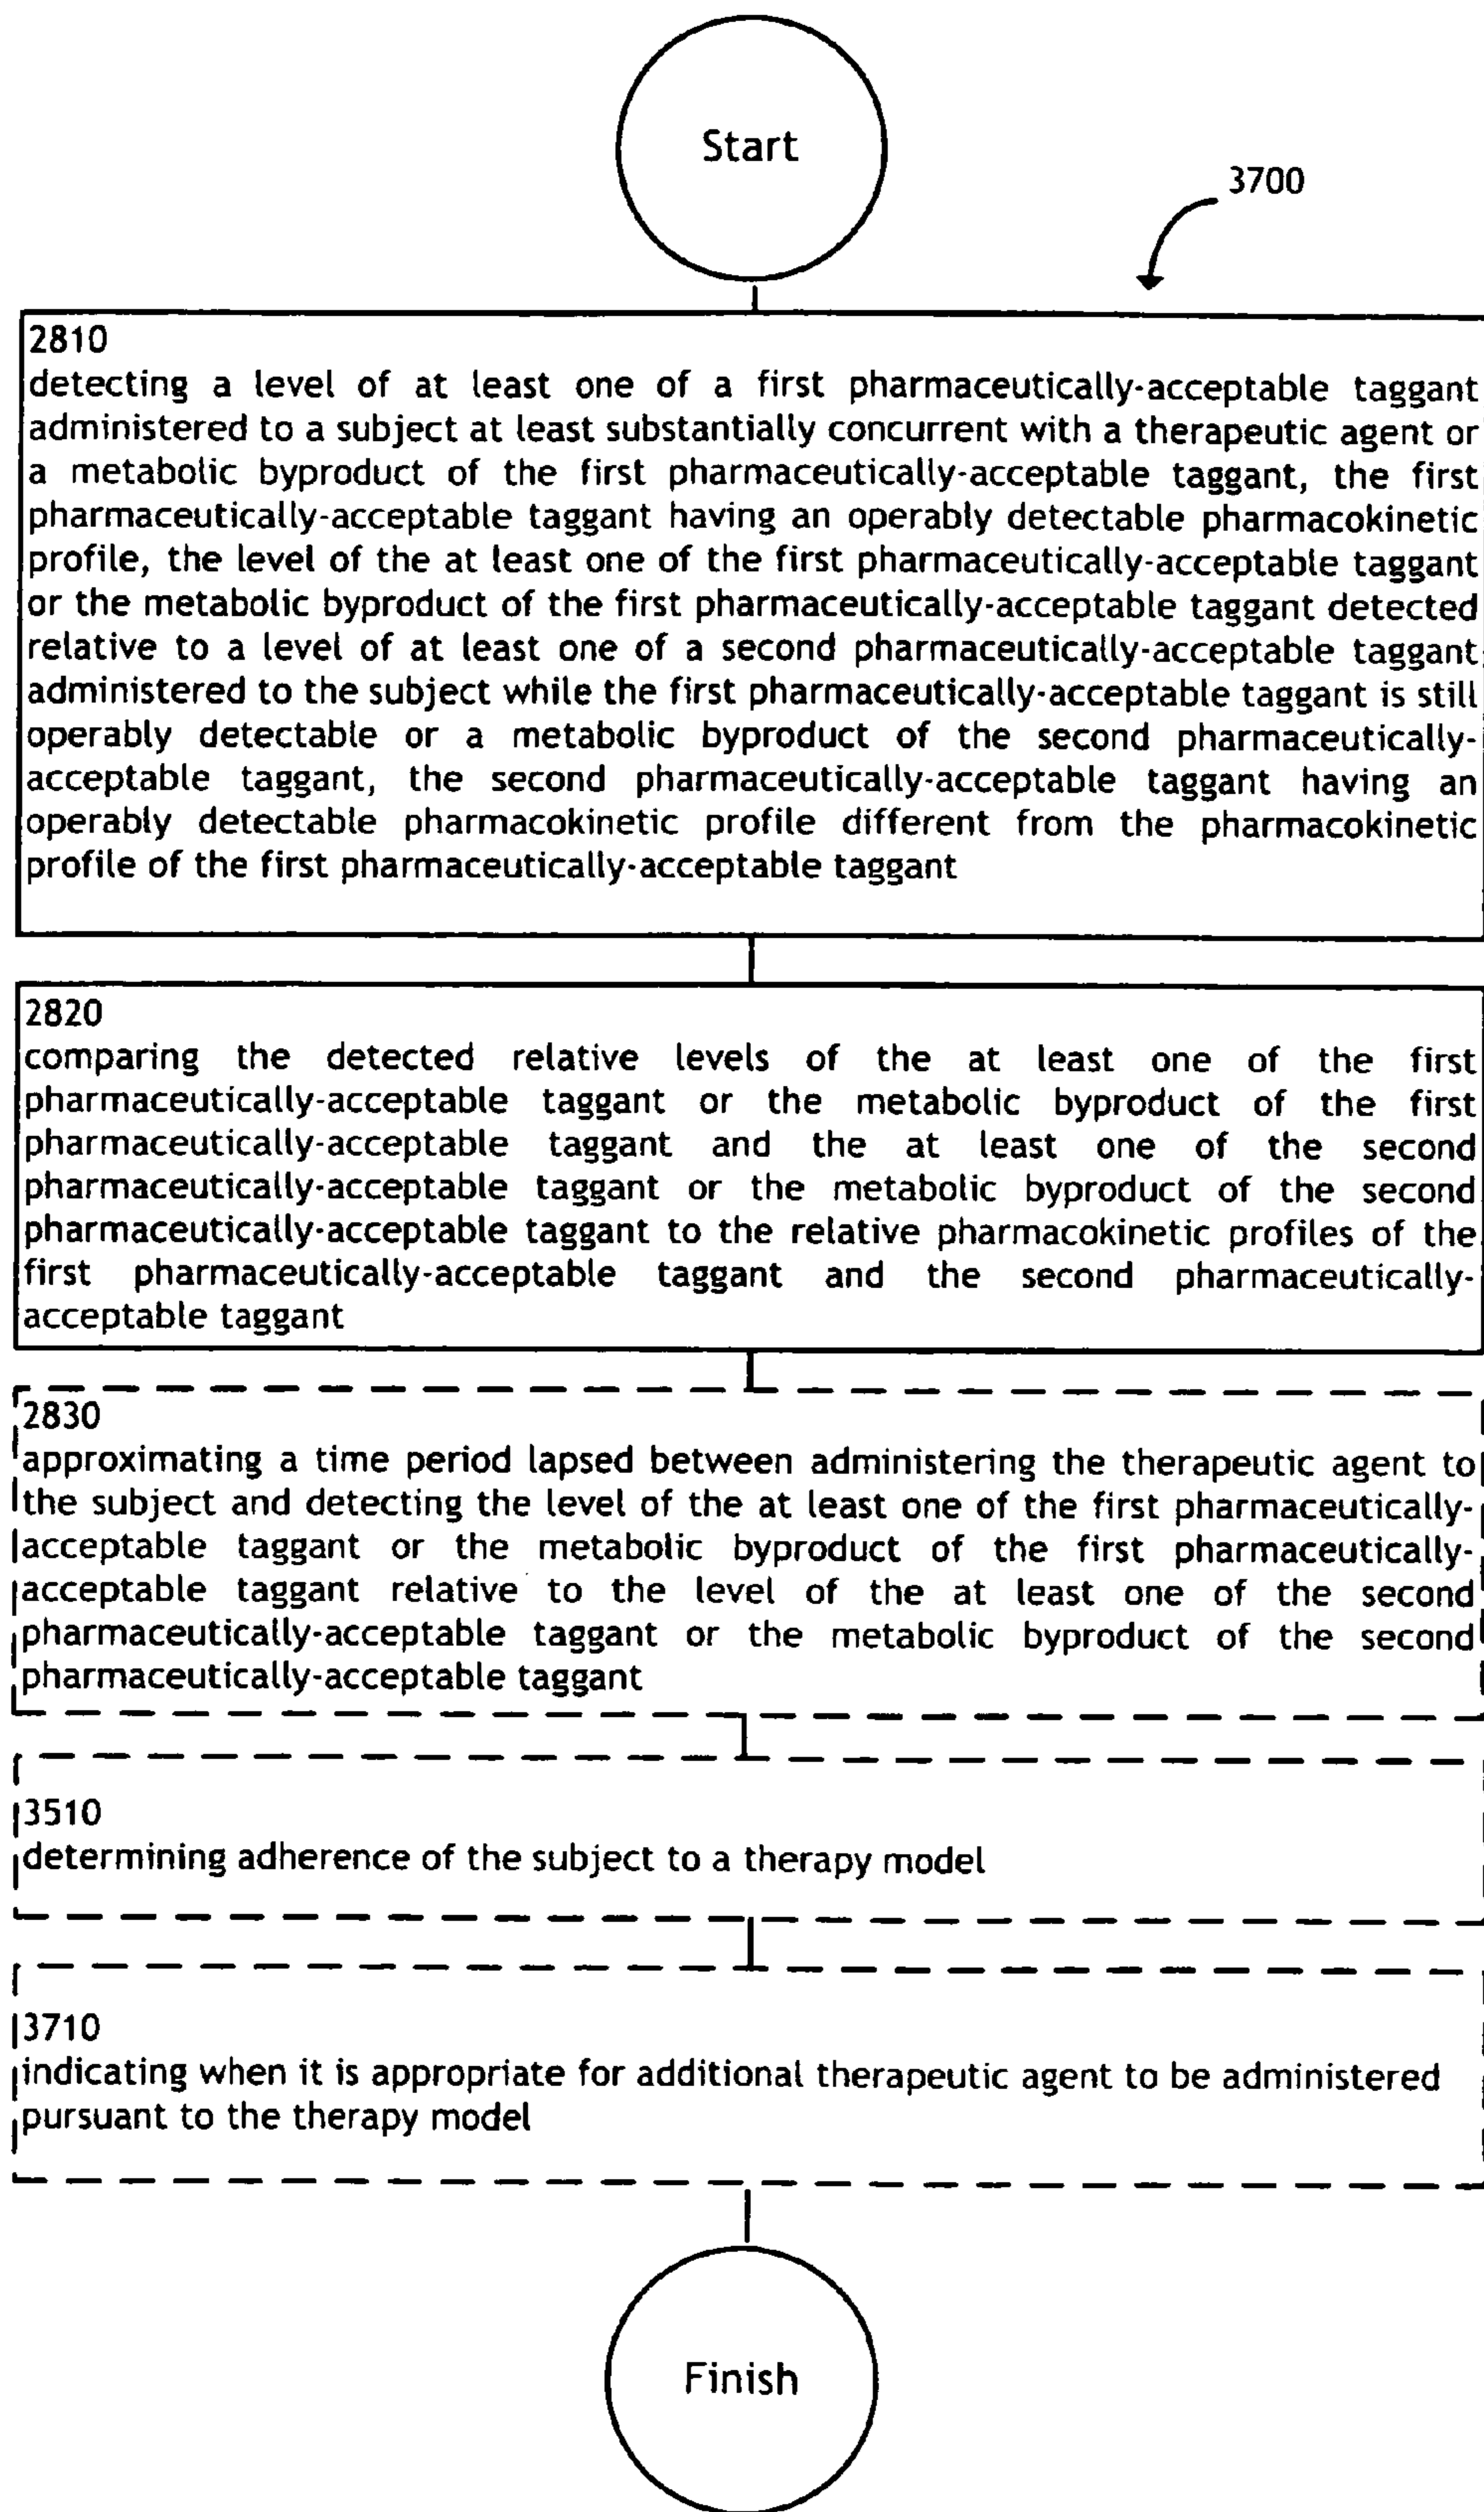 Start
3700
2810
detecting a level of at least one of a first pharmaceutically-acceptable taggant
administered to a subject at least substantially concurrent with a therapeutic agent or
a metabolic byproduct of the first pharmaceutically-acceptable taggant, the first
pharmaceutically-acceptable taggant having an operably detectable pharmacokinetic
profile, the level of the at least one of the first pharmaceutically-acceptable taggant
or the metabolic byproduct of the first pharmaceutically-acceptable taggant detected
relative to a level of at least one of a second pharmaceutically-acceptable taggant
administered to the subject while the first pharmaceutically-acceptable taggant is still
operably detectable or a metabolic byproduct of the second pharmaceutically-
acceptable taggant, the second pharmaceutically-acceptable taggant having an
operably detectable pharmacokinetic profile different from the pharmacokinetic
profile of the first pharmaceutically-acceptable taggant
2820
comparing the detected relative levels of the at least one of the first
pharmaceutically-acceptable taggant or the metabolic byproduct of the first
pharmaceutically-acceptable taggant and the at least one of the second
pharmaceutically-acceptable taggant or the metabolic byproduct of the second
pharmaceutically-acceptable taggant to the relative pharmacokinetic profiles of the
first pharmaceutically-acceptable taggant and the second pharmaceutically-
acceptable taggant
2830
approximating a time period lapsed between administering the therapeutic agent to
the subject and detecting the level of the at least one of the first pharmaceutically-
acceptable taggant or the metabolic byproduct of the first pharmaceutically-
acceptable taggant relative to the level of the at least one of the second
pharmaceutically-acceptable taggant or the metabolic byproduct of the second
pharmaceutically-acceptable taggant
3510
determining adherence of the subject to a therapy model
3710
indicating when it is appropriate for additional therapeutic agent to be administered
pursuant to the therapy model
Finish